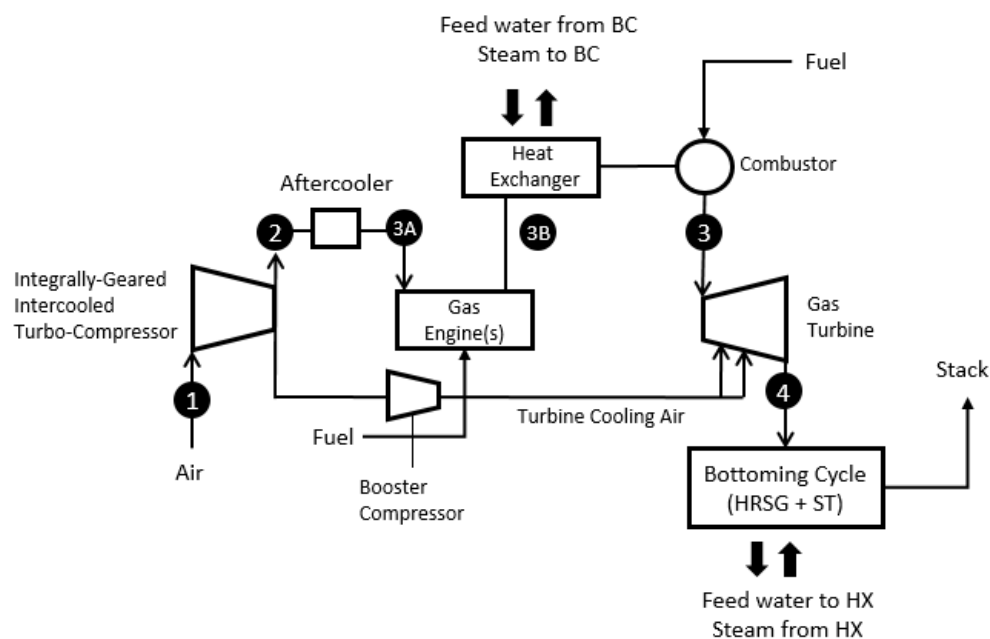 Feed water from BC
Steam to BC
Fuel
Heat
Exchanger
Combustor
Aftercooler
2
3A
3B
3
Integrally-Geared
Intercooled
Turbo-Compressor
Gas
Engine(s)
Gas
Turbine
1
4
Stack
Turbine Cooling Air
Fuel
Air
Booster
Compressor
Bottoming Cycle
(HRSG + ST)
Feed water to HX
Steam from HX